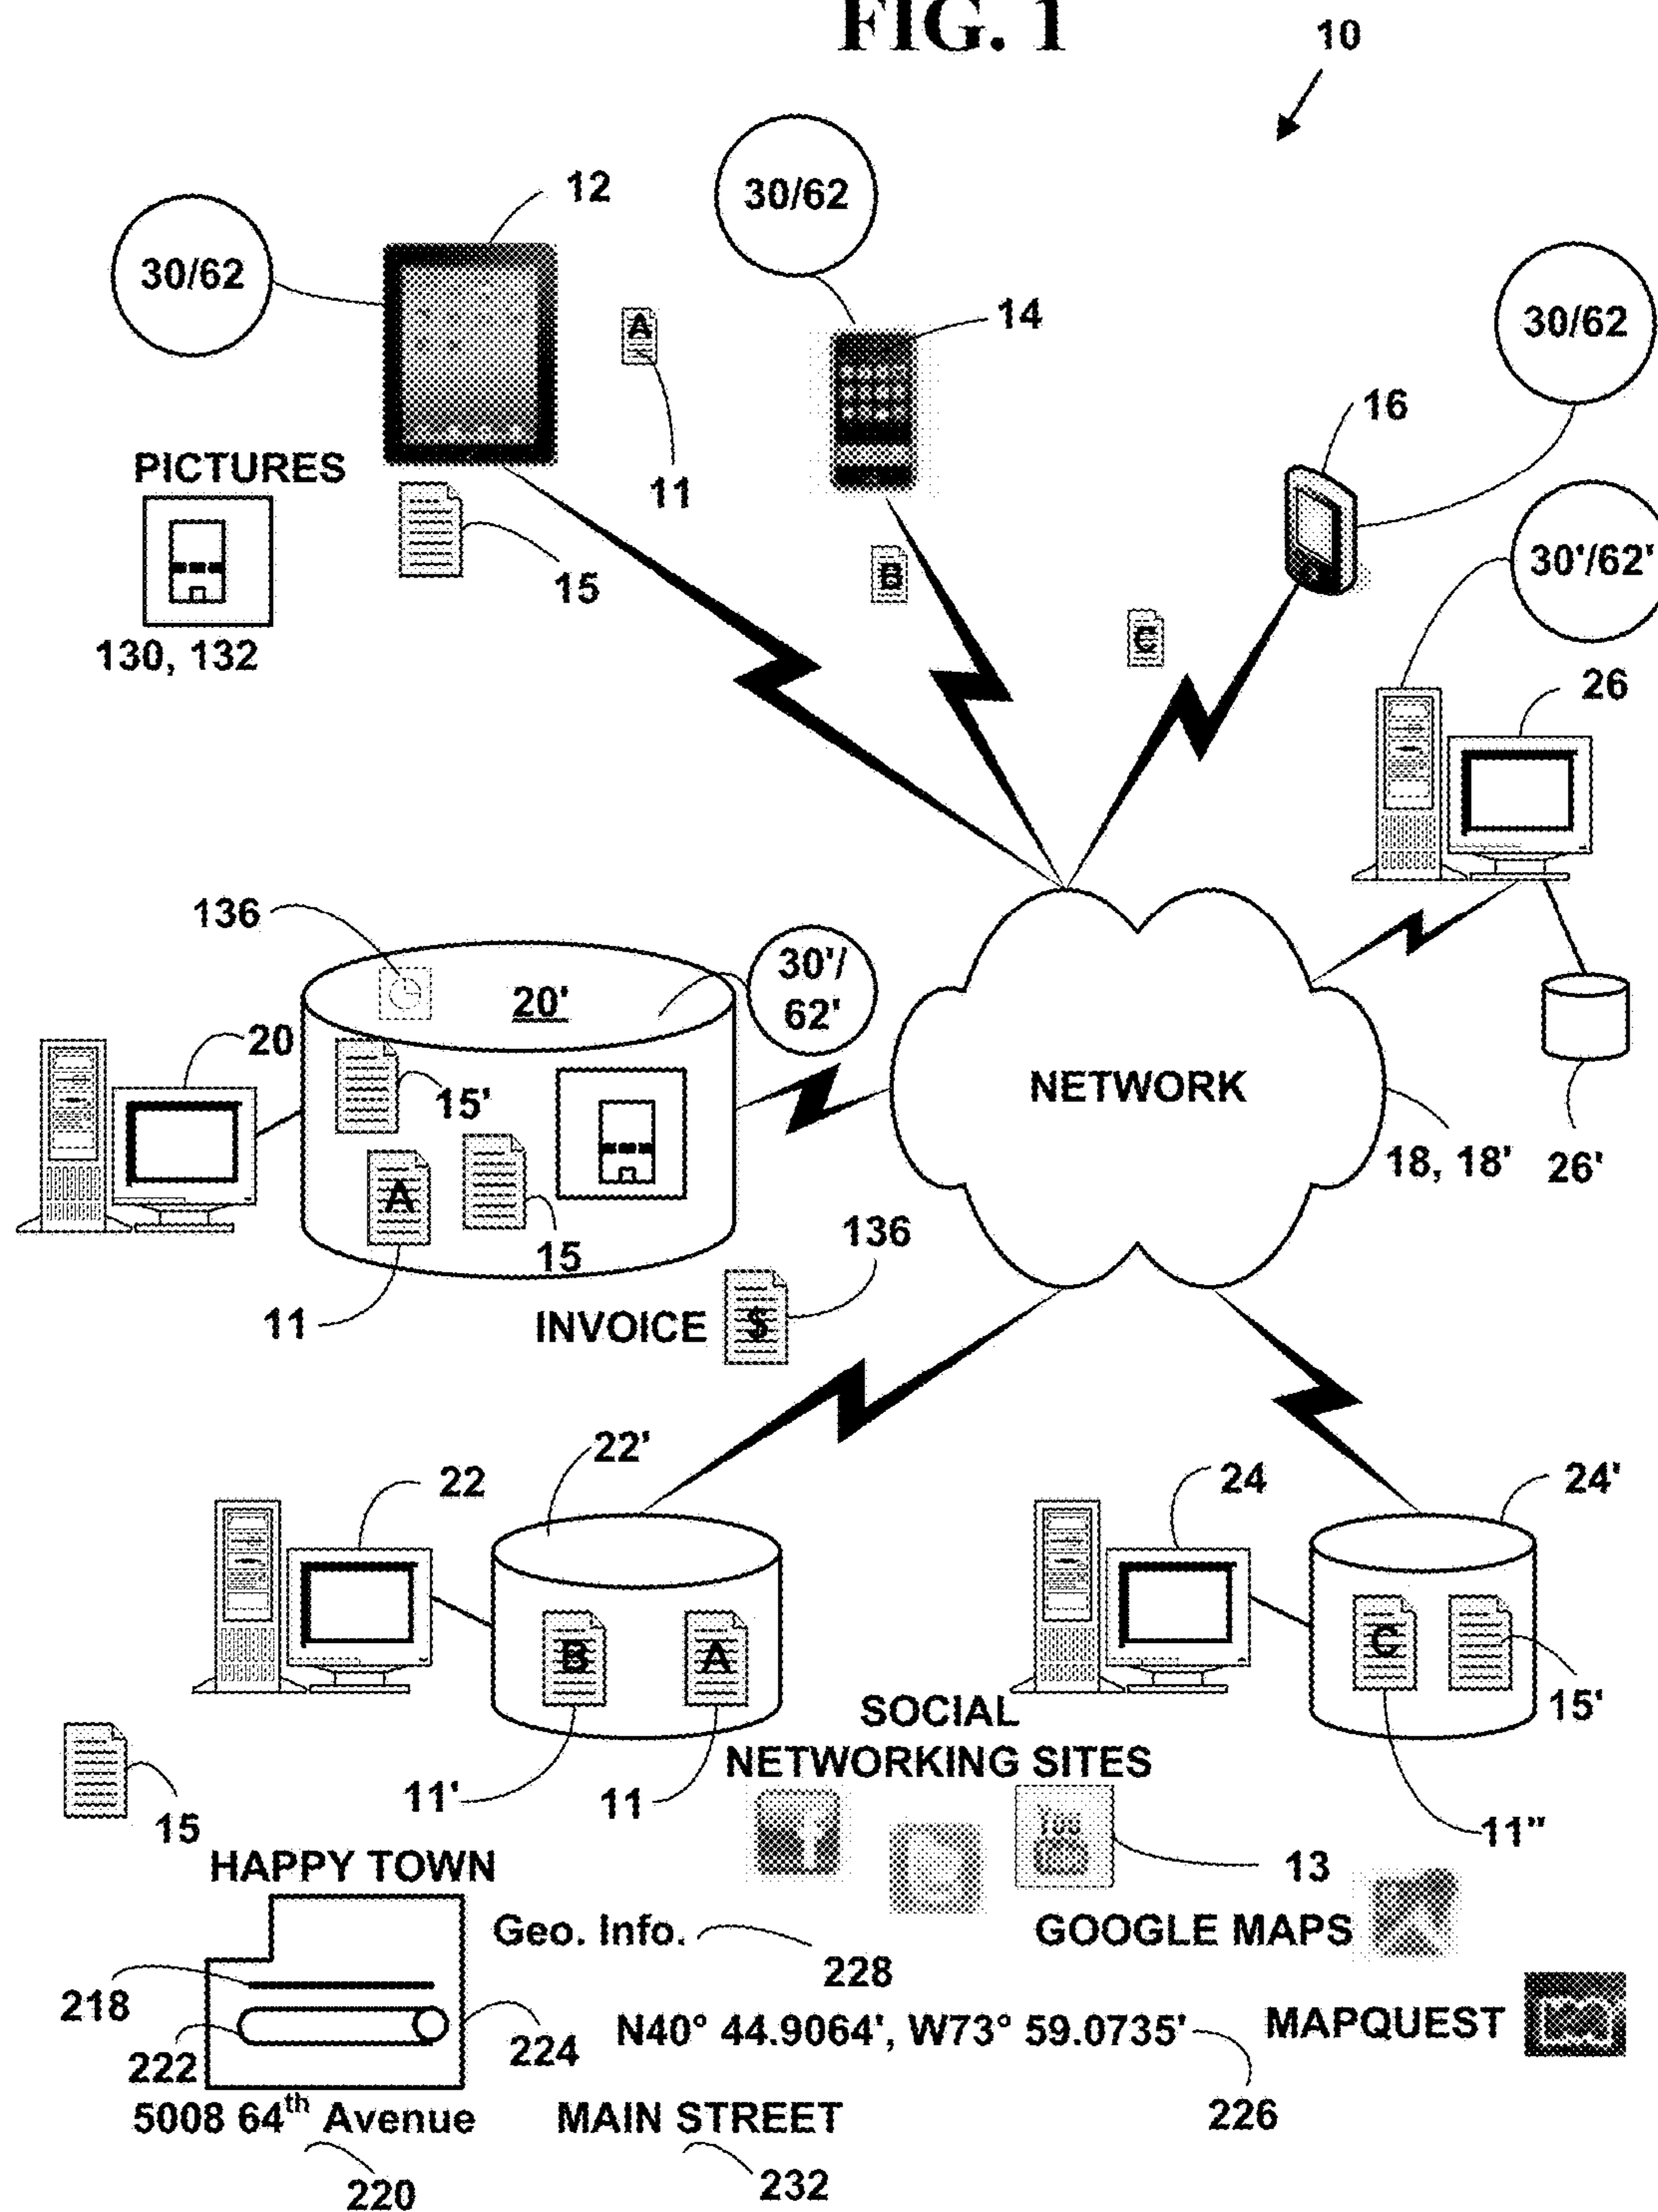 FIG. 1
10
12
30/62
30/62
30/62
A
14
30/62
16
PICTURES
11
15
B
30'/62'
C
130, 132
26
136
20'
30'/
62'
20
15'
NETWORK
A
15
18, 18'
26'
136
11
INVOICE
$
22'
22
24
24'
B
A
C
15'
SOCIAL
NETWORKING SITES
11'
11
15
f
You
11"
13
HAPPY TOWN
Geo. Info.
GOOGLE MAPS
228
218
N40° 44.9064', W73° 59.0735'
MAPQUEST
222
224
5008 64th Avenue
MAIN STREET
226
220
232